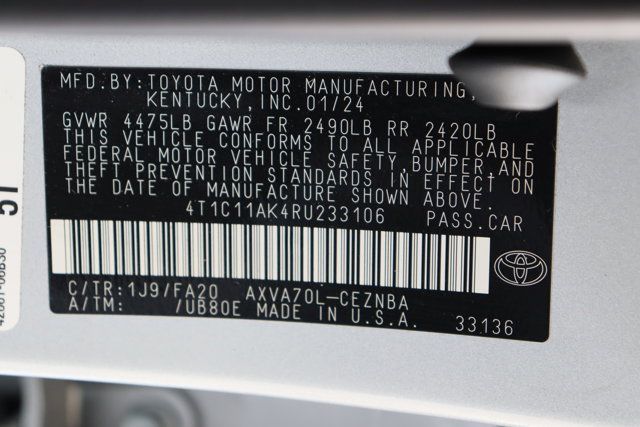 MFD.BY: TOYOTA MOTOR MANUFACTURING,
KENTUCKY, INC. 01/24
GVWR 4475LB GAWR FR 2490LB RR 2420LB
THIS VEHICLE CONFORMS TO ALL APPLICABLE
FEDERAL MOTOR VEHICLE SAFETY, BUMPER, AND
THEFT PREVENTION STANDARDS IN EFFECT ON
THE DATE OF MANUFACTURE SHOWN ABOVE.
4T1C11AK4RU233106 PASS.CAR
C/TR: 1J9/FA20 AXVA70L-CEZNBA
A/TM: /UB80E MADE IN U.S.A. 33136